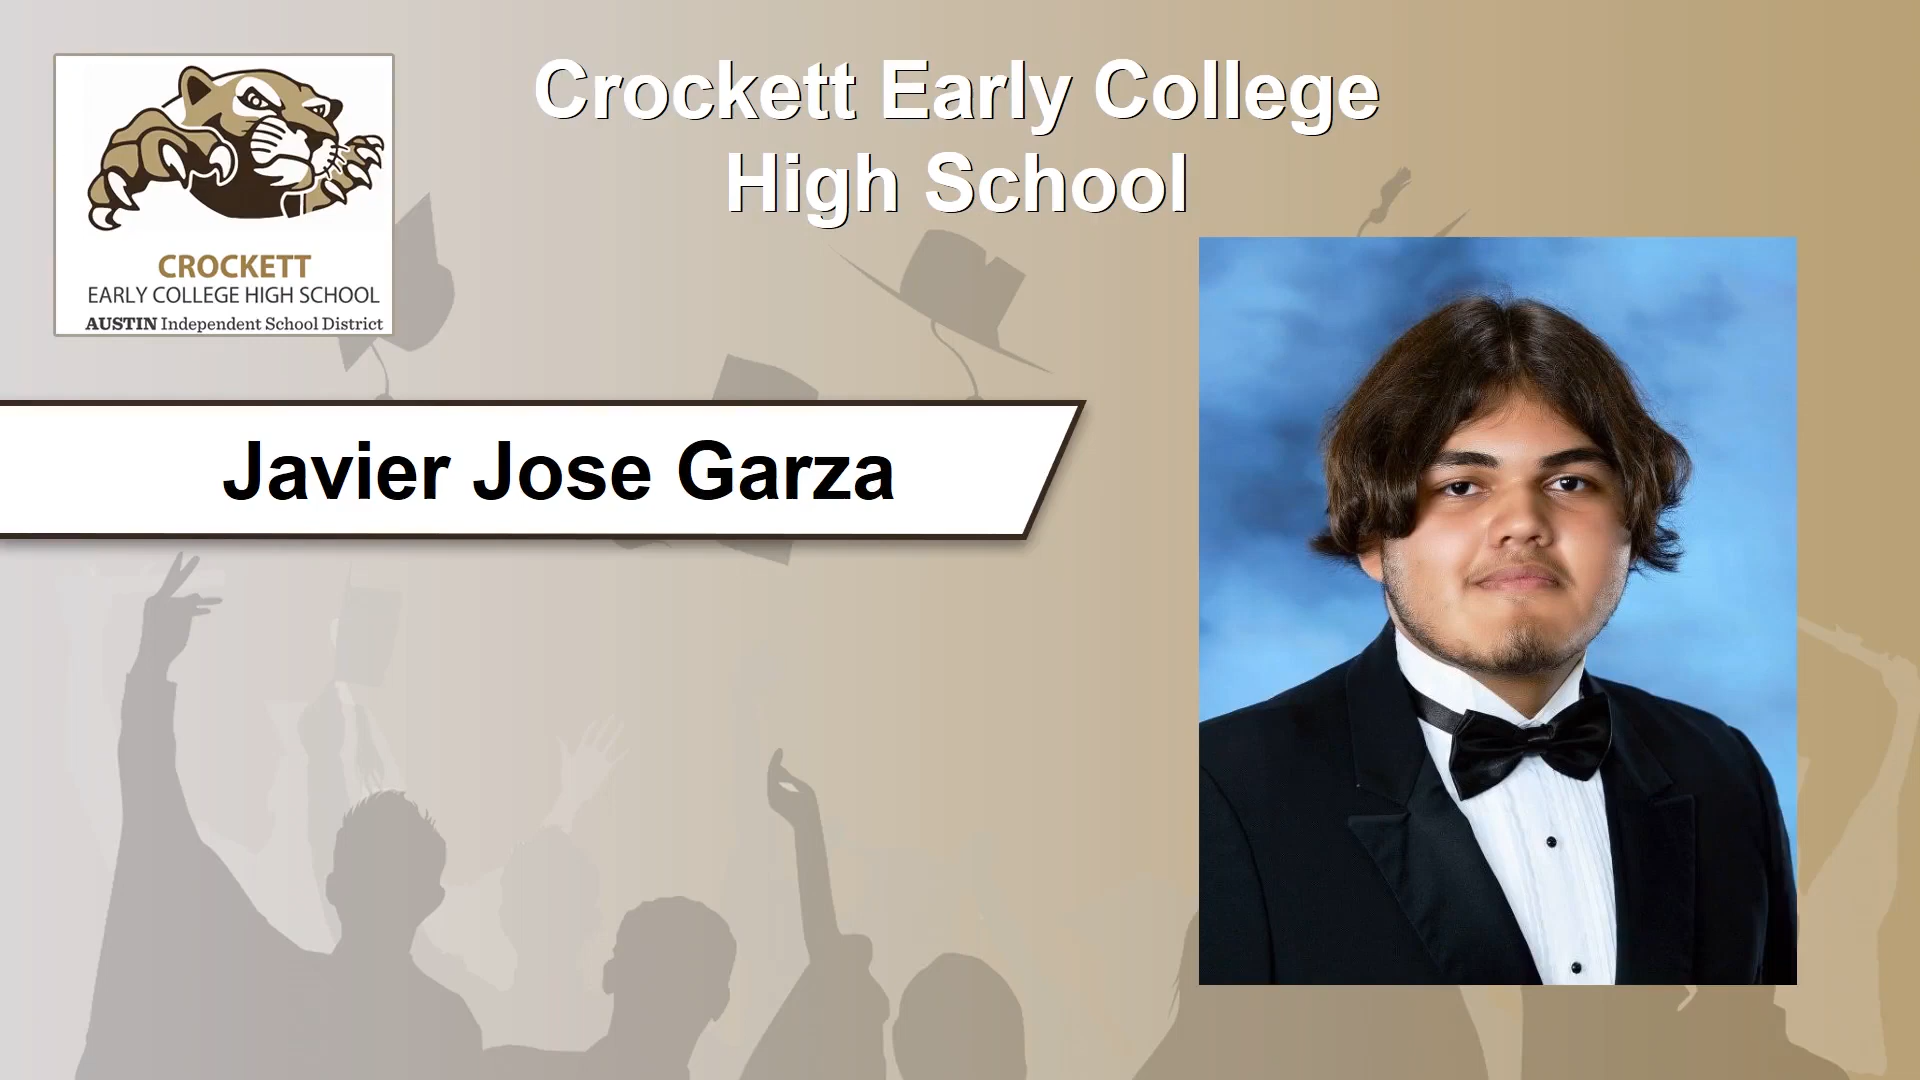 Crockett Early College
High School
CROCKETT
EARLY COLLEGE HIGH SCHOOL
AUSTIN Independent School District
Javier Jose Garza